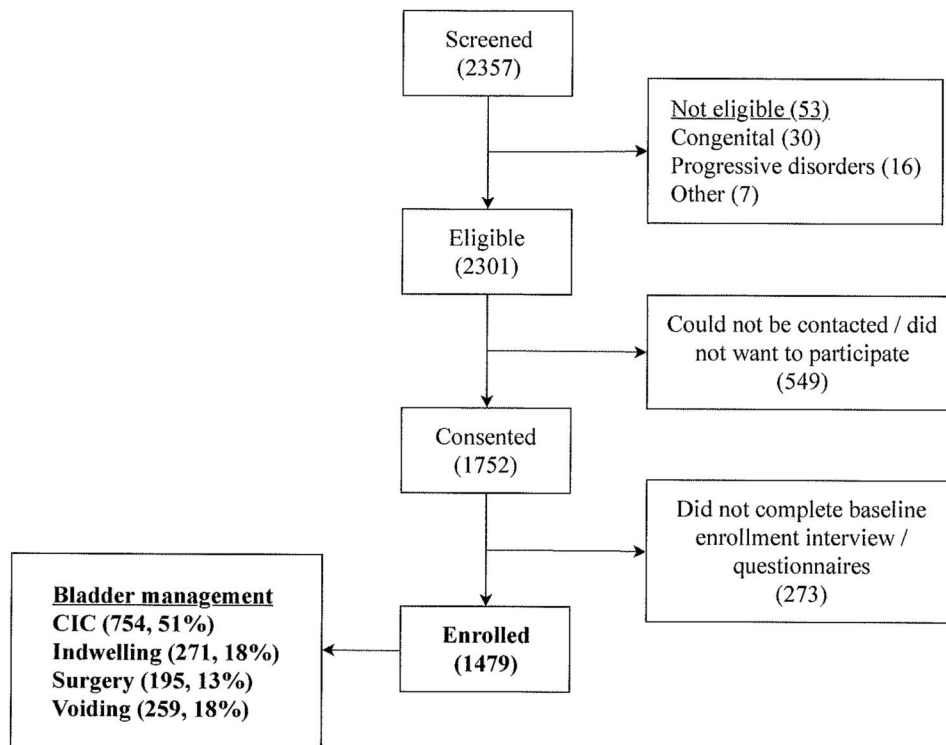 Screened
(2357)
Not eligible (53)
Congenital (30)
Progressive disorders (16)
Other (7)
Eligible
(2301)
Could not be contacted / did
not want to participate
(549)
Consented
(1752)
Did not complete baseline
enrollment interview /
questionnaires
(273)
Bladder management
CIC (754, 51%)
Indwelling (271, 18%)
Surgery (195, 13%)
Voiding (259, 18%)
Enrolled
(1479)